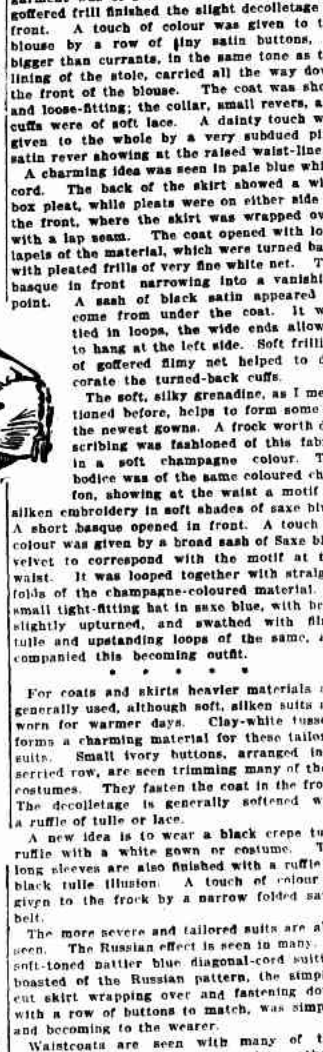 goffered frill finished the slight decolletage
front. A touch of colour was given to t
blouse by a row of tiny satin buttons,
bigger than currants, in the same tone as t
lining of the stole, carried all the way do
the front of the blouse. The coat was sho
and loose-fitting; the collar, small revers, a
cuffs were of soft lace. A dainty touch w
given to the whole by a very subdued pi
satin rever showing at the raised waist-line
A charming idea was seen in pale blue whi
cord. The back of the skirt showed a wi
box pleat, while pleats were on either side
the front, where the skirt was wrapped ov
with a lap seam. The coat opened with lo
lapels of the material, which were turned ba
with pleated frills of very fine white net. T
basque in front narrowing into a vanishi
point. A sash of black satin appeared
come from under the coat. It w
tied in loops, the wide ends allow
to hang at the left side. Soft frilli
of goffered filmy net helped to d
corate the turned-back cuffs.
The soft, silky grenadine, as I me
tioned before, helps to form some
the newest gowns. A frock worth d
scribing was fashioned of this fab
in a soft champagne colour. T
bodice was of the same coloured ch
fon, showing at the waist a motif
silken embroidery in soft shades of saxe blu
A short basque opened in front. A touch
colour was given by a broad sash of Saxe bl
velvet to correspond with the motif at t
waist. It was looped together with straig
folds of the champagne-coloured material.
small tight-fitting hat in saxe blue, with br
slightly upturned, and swathed with fil
tulle and upstanding loops of the same, a
companied this becoming outfit.
* * * * *
For coats and skirts heavier materials a
generally used, although soft, silken suits a
worn for warmer days. Clay-white tusso
forms a charming material for these tailor
suits. Small ivory buttons, arranged in
serried row, are seen trimming many of the
costumes. They fasten the coat in the fro
The decolletage is generally softened w
a ruffle of tulle or lace.
A new idea is to wear a black crepe tu
ruffle with a white gown or costume. T
long sleeves are also finished with a ruffle
black tulle illusion. A touch of colour
given to the frock by a narrow folded sa
belt.
The more severe and tailored suits are a
seen. The Russian effect is seen in many.
soft-toned nattier blue diagonal-cord suiti
boasted of the Russian pattern, the simpl
cut skirt wrapping over and fastening do
with a row of buttons to match, was simp
and becoming to the wearer.
Waistcoats are seen with many of t